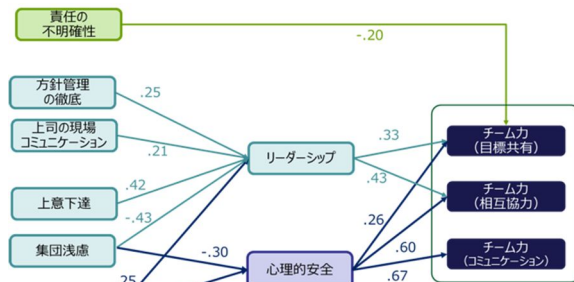 責任の
不明確性
-.20
方針管理
の徹底
.25
上司の現場
コミュニケーション
.21
リーダーシップ
.33
チーム力
（目標共有）
.43
上意下達
.42
-.43
チーム力
（相互協力）
.26
集団浅慮
-.30
心理的安全
.60
チーム力
（コミュニケーション）
.67
.25